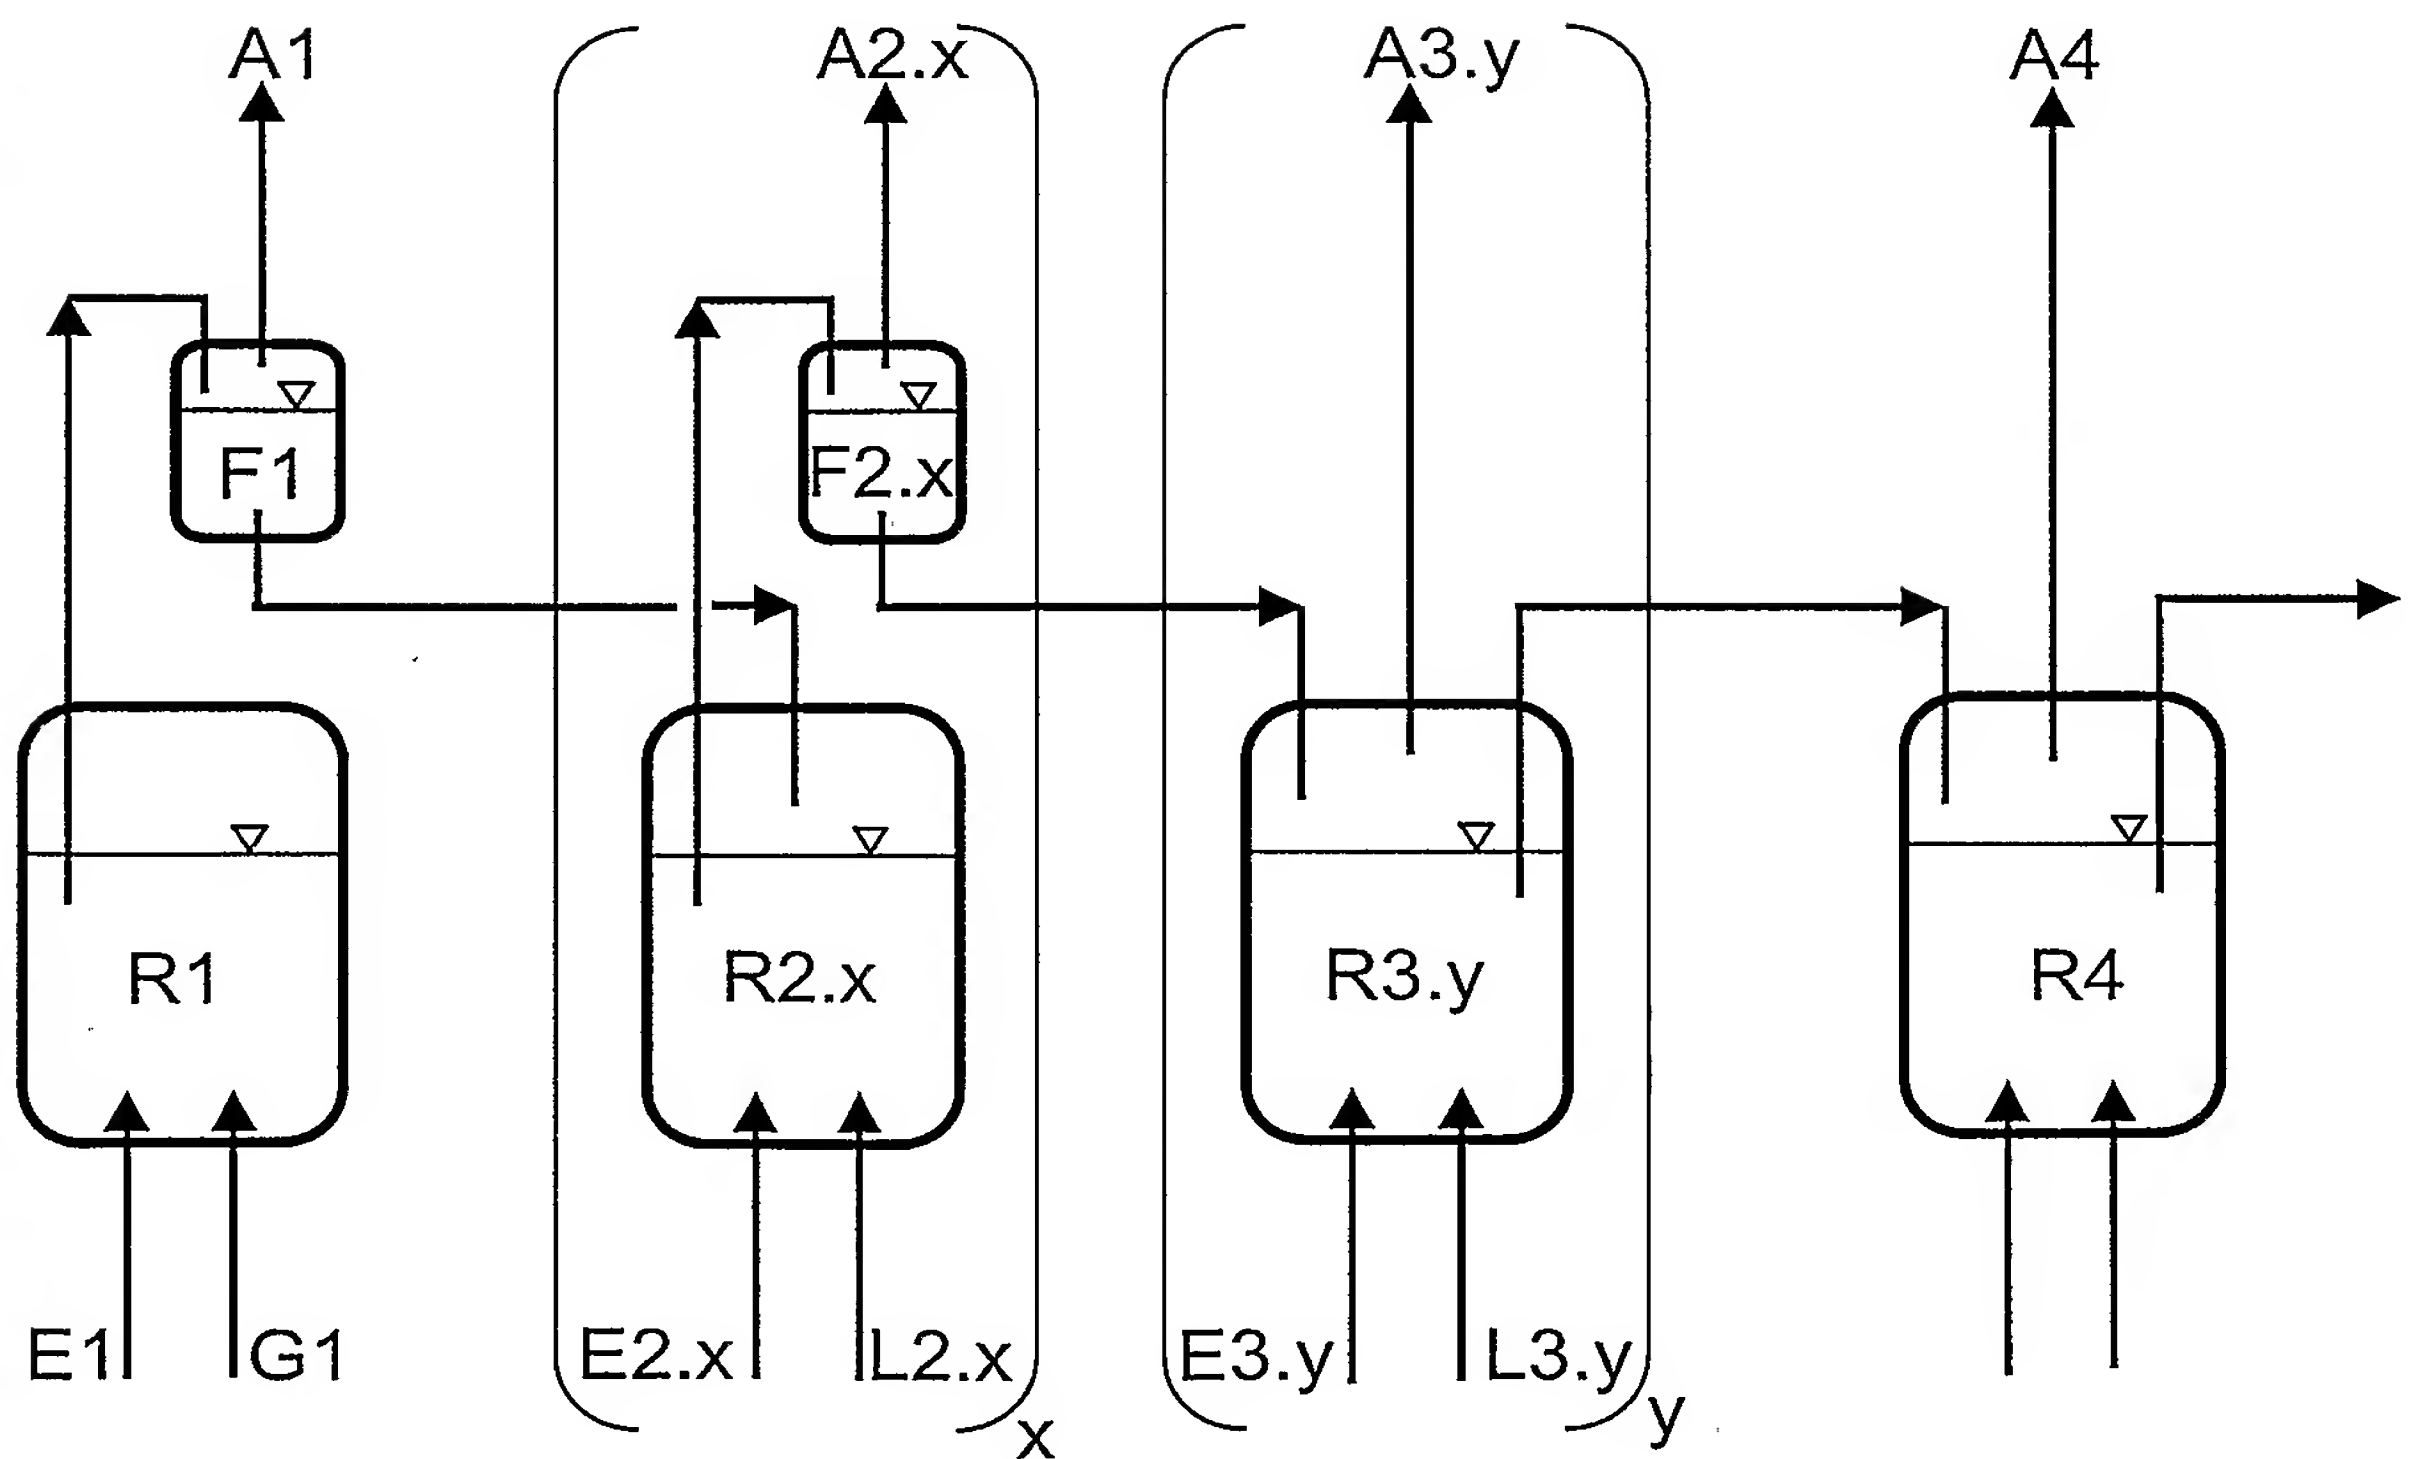 A1 A2.x A3.y A4
F1 F2.x
R1 R2.x R3.y R4
E1 G1 E2.x L2.x E3.y L3.y
x y